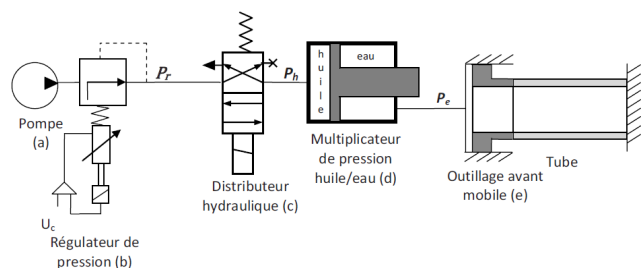 Pompe
(a)
P_r
U_c
Régulateur de
pression (b)
Distributeur
hydraulique (c)
P_h
huile
eau
Multiplicateur
de pression
huile/eau (d)
P_e
Tube
Outillage avant
mobile (e)